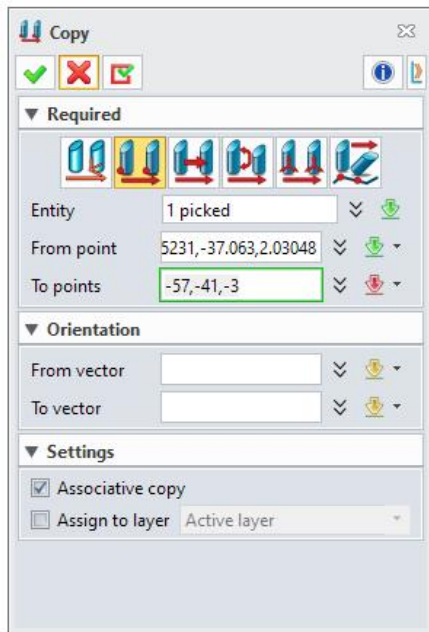 Copy
Required
Entity 1 picked
From point 5231,-37.063,2.03048
To points -57,-41,-3
Orientation
From vector
To vector
Settings
Associative copy
Assign to layer Active layer